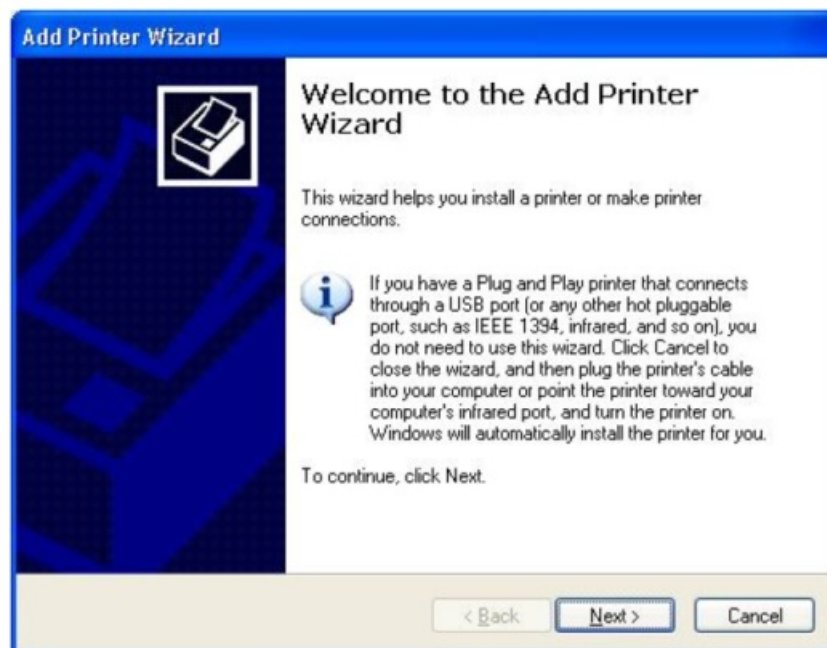 Add Printer Wizard
Welcome to the Add Printer
Wizard
This wizard helps you install a printer or make printer
connections.
If you have a Plug and Play printer that connects
through a USB port (or any other hot pluggable
port, such as IEEE 1394, infrared, and so on), you
do not need to use this wizard. Click Cancel to
close the wizard, and then plug the printer's cable
into your computer or point the printer toward your
computer's infrared port, and turn the printer on.
Windows will automatically install the printer for you.
To continue, click Next.
< Back
Next >
Cancel